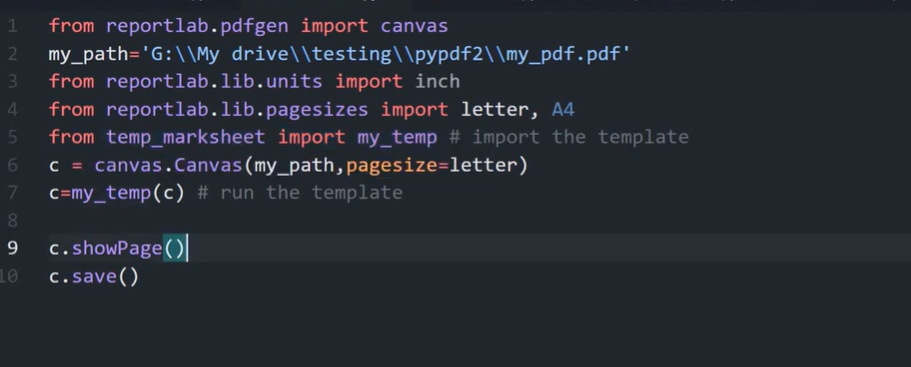 1 from reportlab.pdfgen import canvas
2 my_path='G:\\My drive\\testing\\pypdf2\\my_pdf.pdf'
3 from reportlab.lib.units import inch
4 from reportlab.lib.pagesizes import letter, A4
5 from temp_marksheet import my_temp # import the template
6 c = canvas.Canvas(my_path,pagesize=letter)
7 c=my_temp(c) # run the template
8
9 c.showPage()
10 c.save()